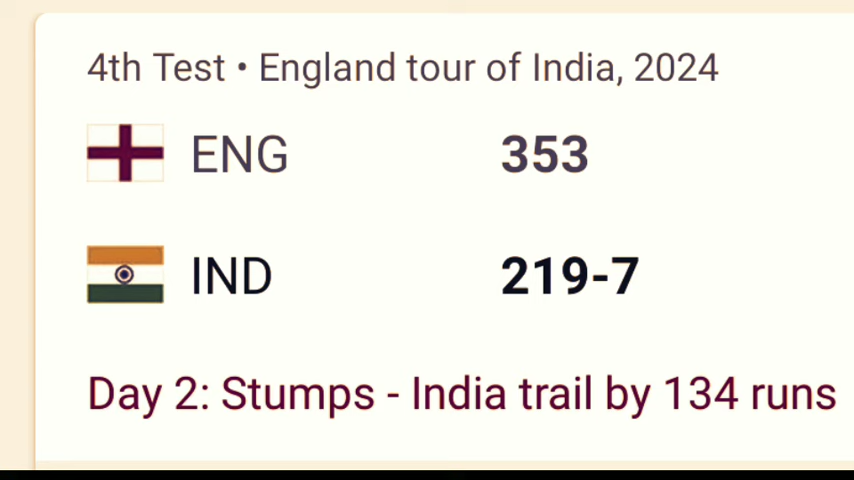 4th Test • England tour of India, 2024
ENG 353
IND 219-7
Day 2: Stumps - India trail by 134 runs